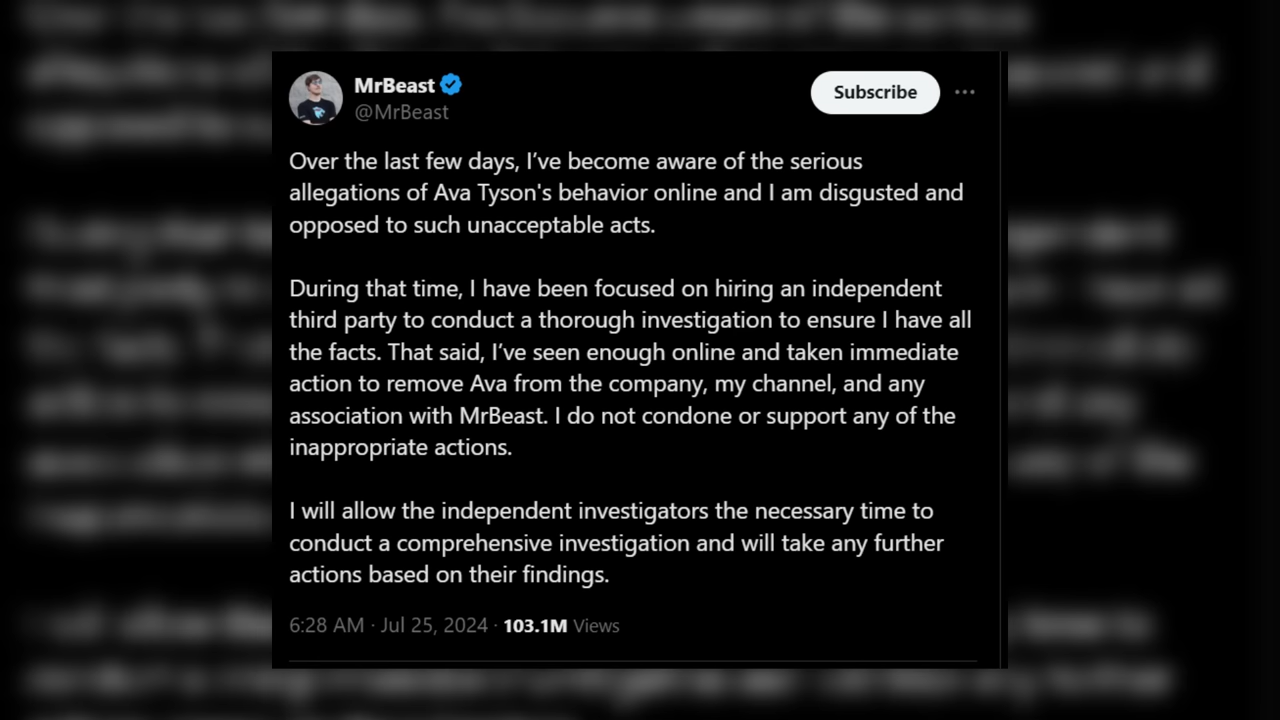 MrBeast
@MrBeast
Subscribe
Over the last few days, I’ve become aware of the serious
allegations of Ava Tyson's behavior online and I am disgusted and
opposed to such unacceptable acts.
During that time, I have been focused on hiring an independent
third party to conduct a thorough investigation to ensure I have all
the facts. That said, I’ve seen enough online and taken immediate
action to remove Ava from the company, my channel, and any
association with MrBeast. I do not condone or support any of the
inappropriate actions.
I will allow the independent investigators the necessary time to
conduct a comprehensive investigation and will take any further
actions based on their findings.
6:28 AM · Jul 25, 2024 · 103.1M Views